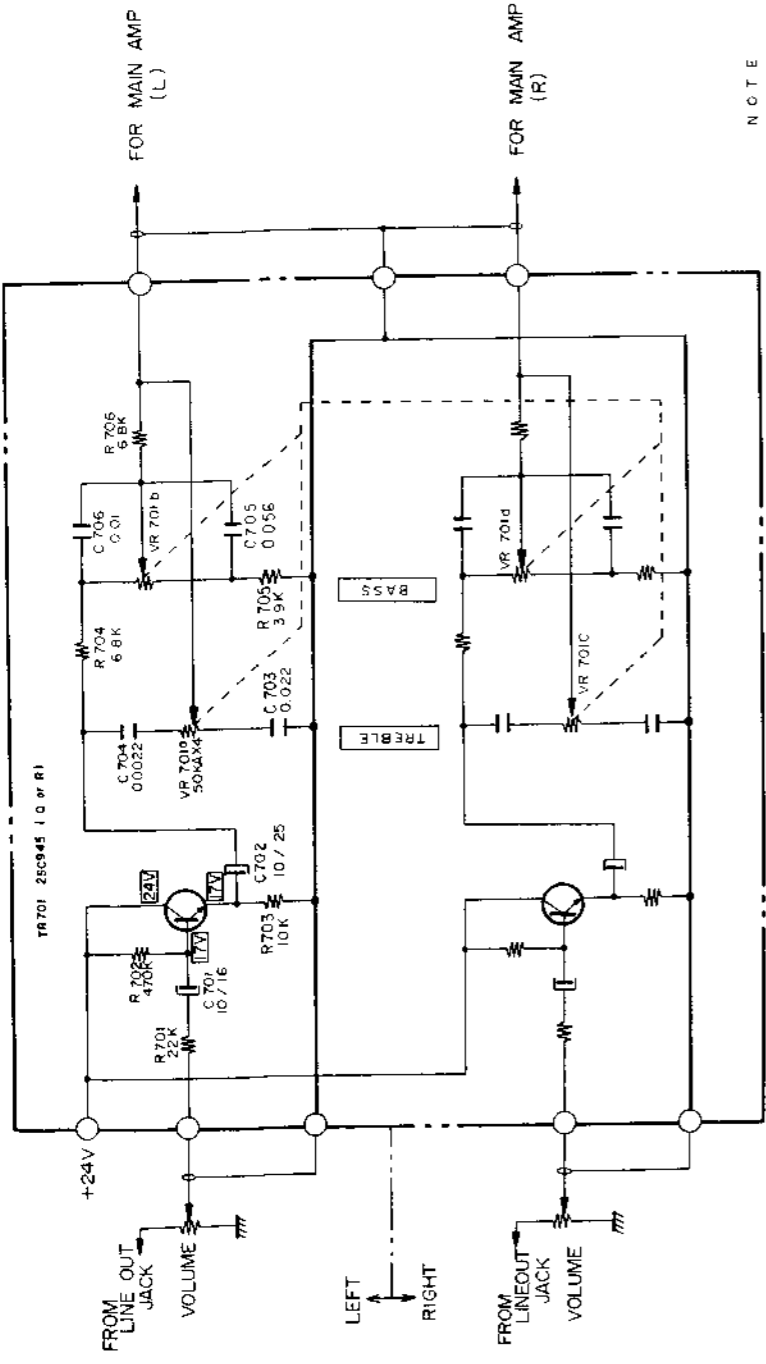 TR701 2SC945 (Q or R)
+24V
FROM
LINE OUT
JACK
VOLUME
R701
22K
R702
470K
C701
10/16
24V
17V
17V
R703
10K
C702
10/25
C704
0.0022
VR 701a
50KAX4
C703
0.022
R704
6.8K
C706
0.01
VR 701b
C705
0.056
R705
3.9K
R706
6.8K
FOR MAIN AMP
(L)
TREBLE
BASS
LEFT
RIGHT
FROM
LINEOUT
JACK
VOLUME
VR 701C
VR 701d
FOR MAIN AMP
(R)
NOTE